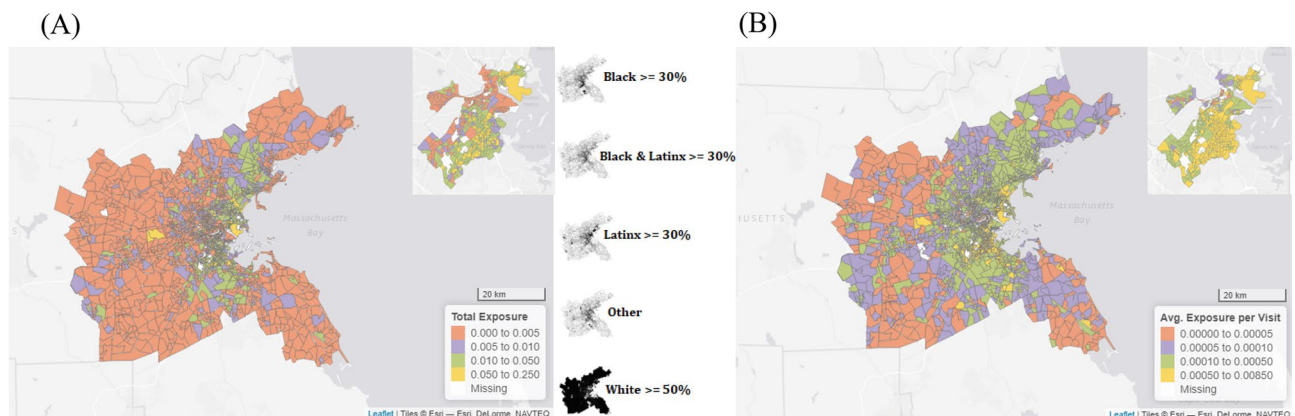 (A)
Massachusetts
Bay
20 km
Total Exposure
0.000 to 0.005
0.005 to 0.010
0.010 to 0.050
0.050 to 0.250
Missing
Leaflet | Tiles © Esri — Esri, DeLorme, NAVTEQ
Black >= 30%
Black & Latinx >= 30%
Latinx >= 30%
Other
White >= 50%
(B)
Massachusetts
Bay
20 km
Avg. Exposure per Visit
0.00000 to 0.00005
0.00005 to 0.00010
0.00010 to 0.00050
0.00050 to 0.00850
Missing
Leaflet | Tiles © Esri — Esri, DeLorme, NAVTEQ